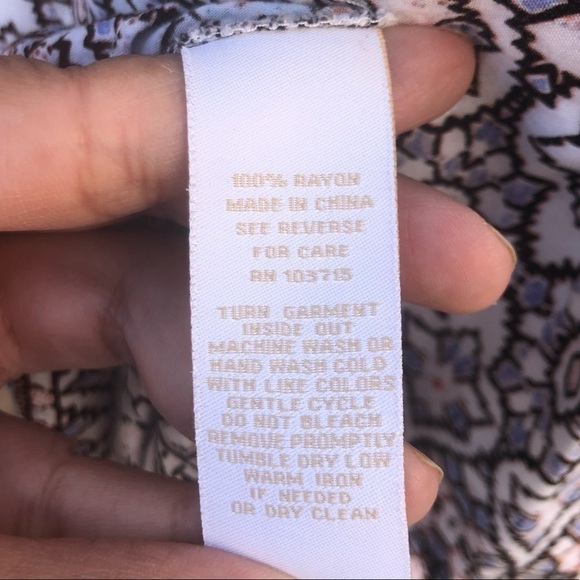 100% RAYON
MADE IN CHINA
SEE REVERSE
FOR CARE
RN 103715
TURN GARMENT
INSIDE OUT
MACHINE WASH OR
HAND WASH COLD
WITH LIKE COLORS
GENTLE CYCLE
DO NOT BLEACH
REMOVE PROMPTLY
TUMBLE DRY LOW
WARM IRON
IF NEEDED
OR DRY CLEAN